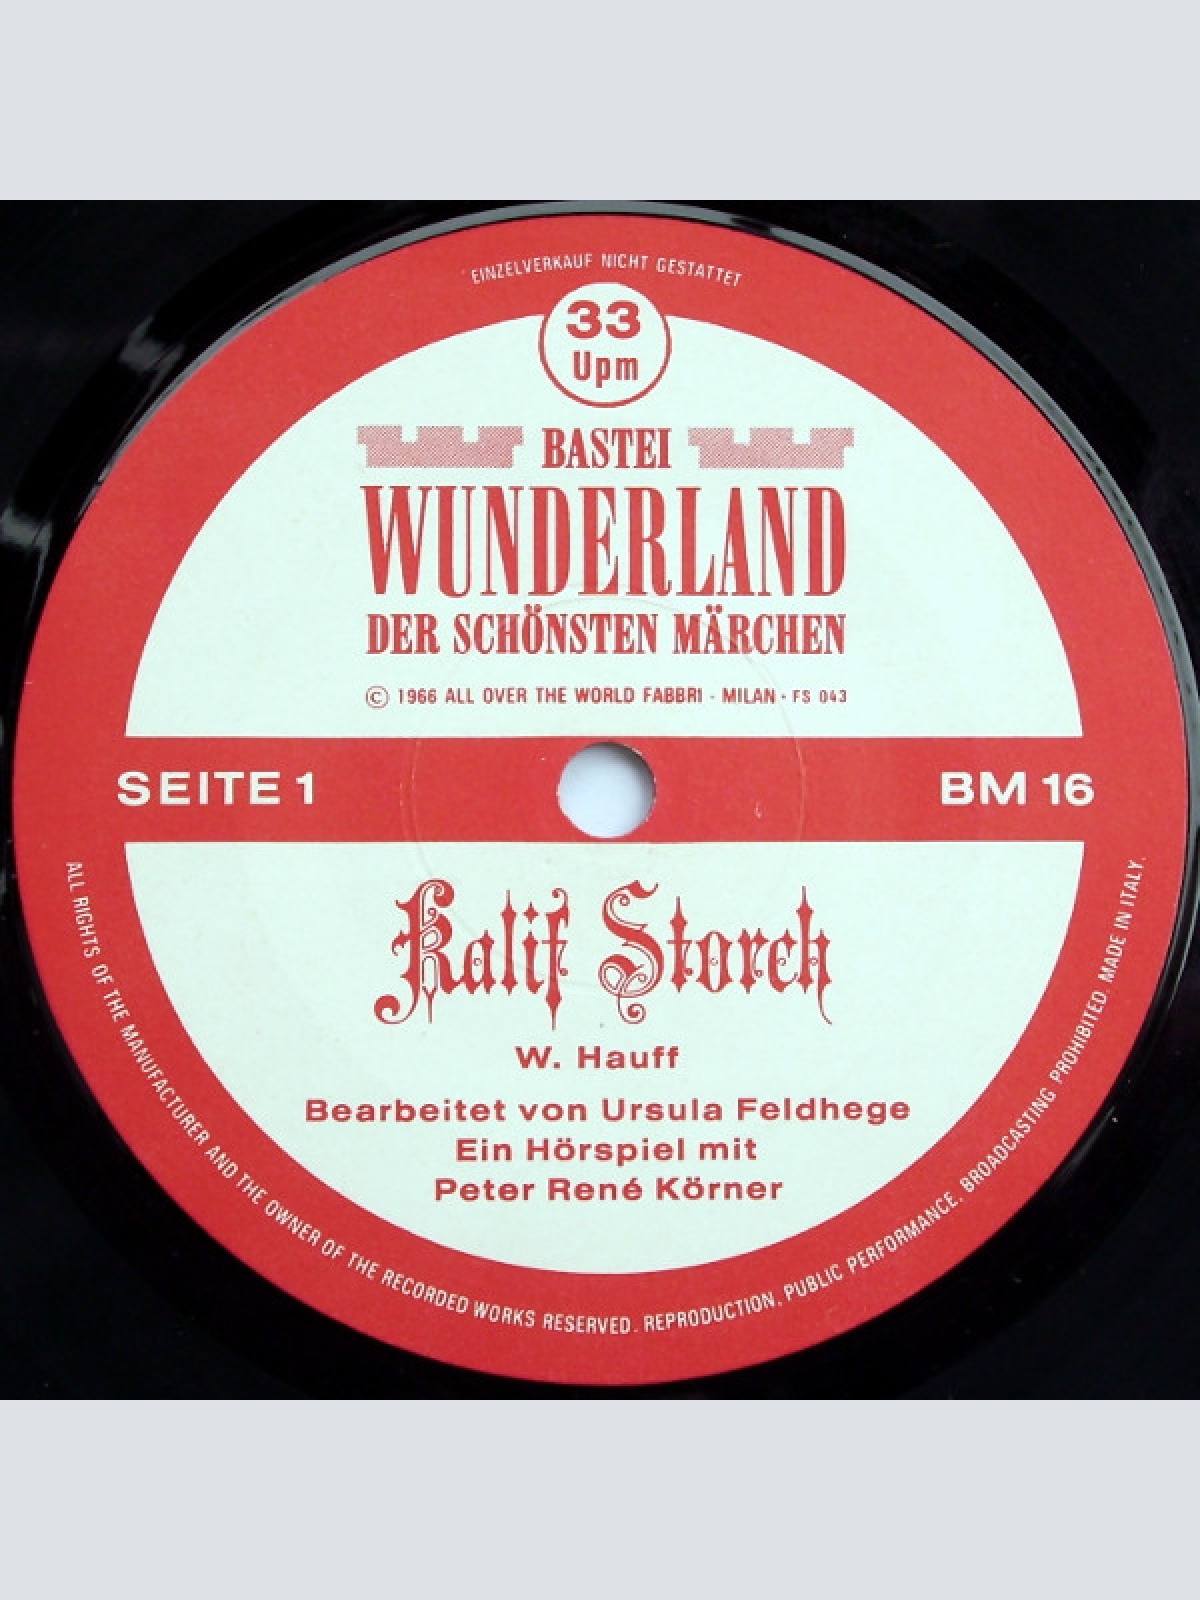 EINZELVERKAUF NICHT GESTATTET
33
Upm
BASTEI
WUNDERLAND
DER SCHÖNSTEN MÄRCHEN
© 1966 ALL OVER THE WORLD FABBRI - MILAN - FS 043
SEITE 1
BM 16
Kalif Storch
W. Hauff
Bearbeitet von Ursula Feldhege
Ein Hörspiel mit
Peter René Körner
ALL RIGHTS OF THE MANUFACTURER AND THE OWNER OF THE RECORDED WORKS RESERVED. REPRODUCTION, PUBLIC PERFORMANCE, BROADCASTING PROHIBITED. MADE IN ITALY.